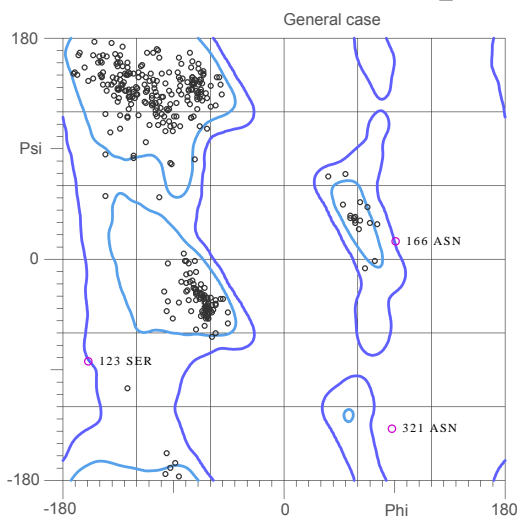 General case
180
Psi
166 ASN
0
123 SER
321 ASN
-180
-180 0 Phi 180